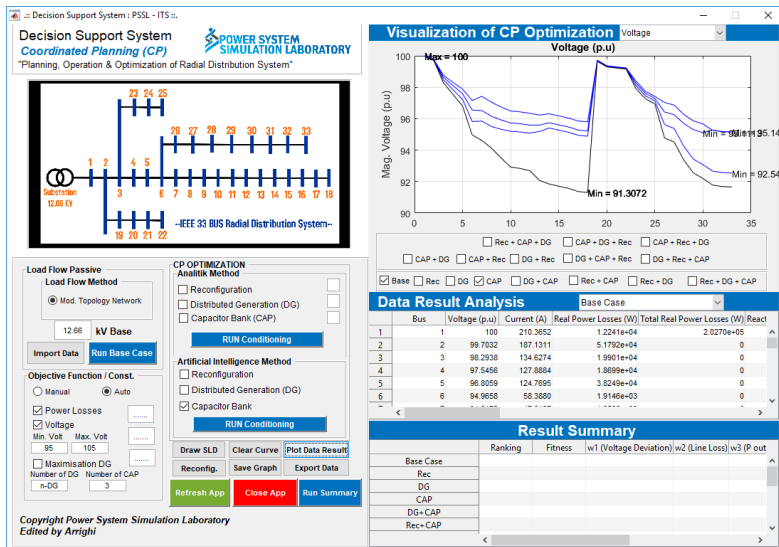 .:: Decision Support System : PSSL - ITS ::.
Decision Support System
Coordinated Planning (CP)
POWER SYSTEM
SIMULATION LABORATORY
"Planning, Operation & Optimization of Radial Distribution System"
23 24 25
26 27 28 29 30 31 32 33
1 2 4 5
Substation
12.66 KV
3 6 7 8 9 10 11 12 13 14 15 16 17 18
19 20 21 22
--IEEE 33 BUS Radial Distribution System--
Load Flow Passive
Load Flow Method
Mod. Topology Network
12.66 kV Base
Import Data
Run Base Case
Objective Function / Const.
Manual
Auto
Power Losses
.......
Voltage
Min. Volt Max. Volt
.......
95 105
Maximisation DG
.......
Number of DG Number of CAP
n-DG 3
CP OPTIMIZATION
Analitik Method
Reconfiguration
Distributed Generation (DG)
Capacitor Bank (CAP)
RUN Conditioning
Artificial Intelligence Method
Reconfiguration
Distributed Generation (DG)
Capacitor Bank
RUN Conditioning
Draw SLD
Clear Curve
Plot Data Result
Reconfig.
Save Graph
Export Data
Refresh App
Close App
Run Summary
Copyright Power System Simulation Laboratory
Edited by Arrighi
Visualization of CP Optimization
Voltage
Voltage (p.u)
Mag. Voltage (p.u)
100
98
96
94
92
90
0 5 10 15 20 25 30 35
Max = 100
Min = 91.3072
Min = 92.54
Rec + CAP + DG
CAP + DG + Rec
CAP + Rec + DG
CAP + DG
CAP + Rec
DG + Rec
DG + CAP + Rec
DG + CAP
Base
Rec
DG
CAP
Rec + CAP
Rec + DG
Rec + DG + CAP
Data Result Analysis
Base Case
Bus Voltage (p.u) Current (A) Real Power Losses (W) Total Real Power Losses (W) React
1 1 100 210.3652 1.2241e+04 2.0270e+05
2 2 99.7032 187.1311 5.1792e+04 0
3 3 98.2938 134.6274 1.9901e+04 0
4 4 97.5456 127.8884 1.8699e+04 0
5 5 96.8059 124.7695 3.8249e+04 0
6 6 94.9658 58.3880 1.9146e+03 0
Result Summary
Ranking Fitness w1 (Voltage Deviation) w2 (Line Loss) w3 (P out
Base Case
Rec
DG
CAP
DG+CAP
Rec+CAP